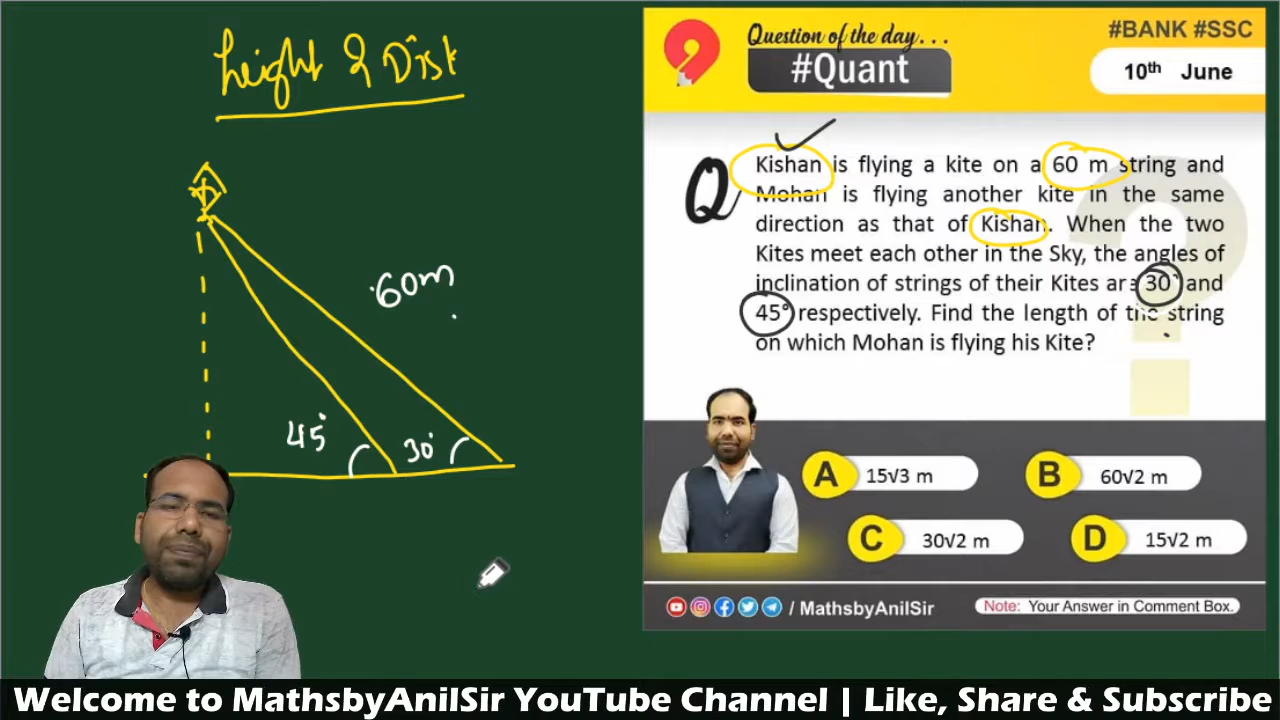 height & Dist
60m
45°
30°
Question of the day...
#Quant
#BANK #SSC
10th June
Q
Kishan is flying a kite on a 60 m string and
Mohan is flying another kite in the same
direction as that of Kishan. When the two
Kites meet each other in the Sky, the angles of
inclination of strings of their Kites are 30° and
45° respectively. Find the length of the string
on which Mohan is flying his Kite?
A 15√3 m
B 60√2 m
C 30√2 m
D 15√2 m
/ MathsbyAnilSir
Note: Your Answer in Comment Box.
Welcome to MathsbyAnilSir YouTube Channel | Like, Share & Subscribe